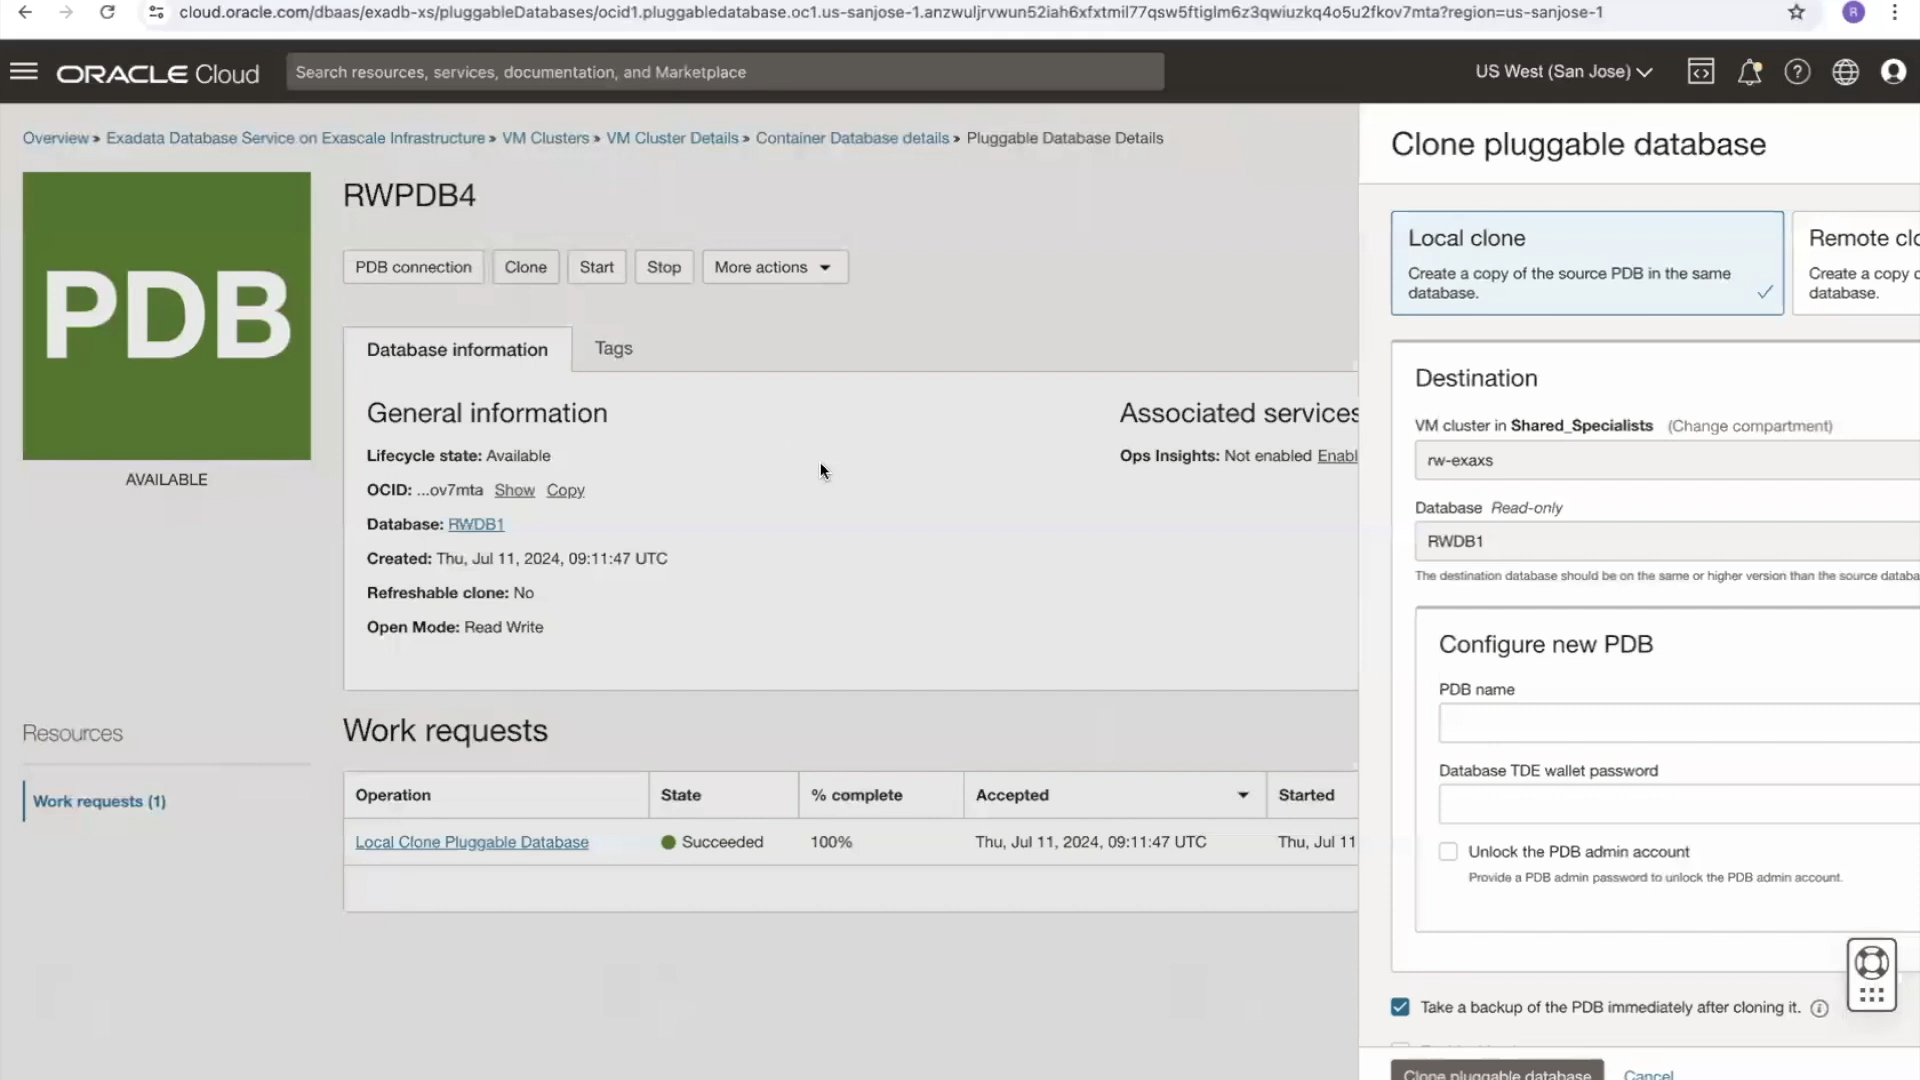 cloud.oracle.com/dbaas/exadb-xs/pluggableDatabases/ocid1.pluggabledatabase.oc1.us-sanjose-1.anzwuljrvwun52iah6xfxtmil77qsw5ftiglm6z3qwiuzkq4o5u2fkov7mta?region=us-sanjose-1
R
ORACLE Cloud
Search resources, services, documentation, and Marketplace
US West (San Jose)
Overview » Exadata Database Service on Exascale Infrastructure » VM Clusters » VM Cluster Details » Container Database details » Pluggable Database Details
PDB
AVAILABLE
RWPDB4
PDB connection Clone Start Stop More actions
Database information Tags
General information
Lifecycle state: Available
OCID: ...ov7mta Show Copy
Database: RWDB1
Created: Thu, Jul 11, 2024, 09:11:47 UTC
Refreshable clone: No
Open Mode: Read Write
Associated services
Ops Insights: Not enabled Enabl
Resources
Work requests (1)
Work requests
Operation State % complete Accepted Started
Local Clone Pluggable Database Succeeded 100% Thu, Jul 11, 2024, 09:11:47 UTC Thu, Jul 11
Clone pluggable database
Local clone
Create a copy of the source PDB in the same
database.
Remote clo
Create a copy o
database.
Destination
VM cluster in Shared_Specialists (Change compartment)
rw-exaxs
Database Read-only
RWDB1
The destination database should be on the same or higher version than the source databa
Configure new PDB
PDB name
Database TDE wallet password
Unlock the PDB admin account
Provide a PDB admin password to unlock the PDB admin account.
Take a backup of the PDB immediately after cloning it.
Clone pluggable database Cancel